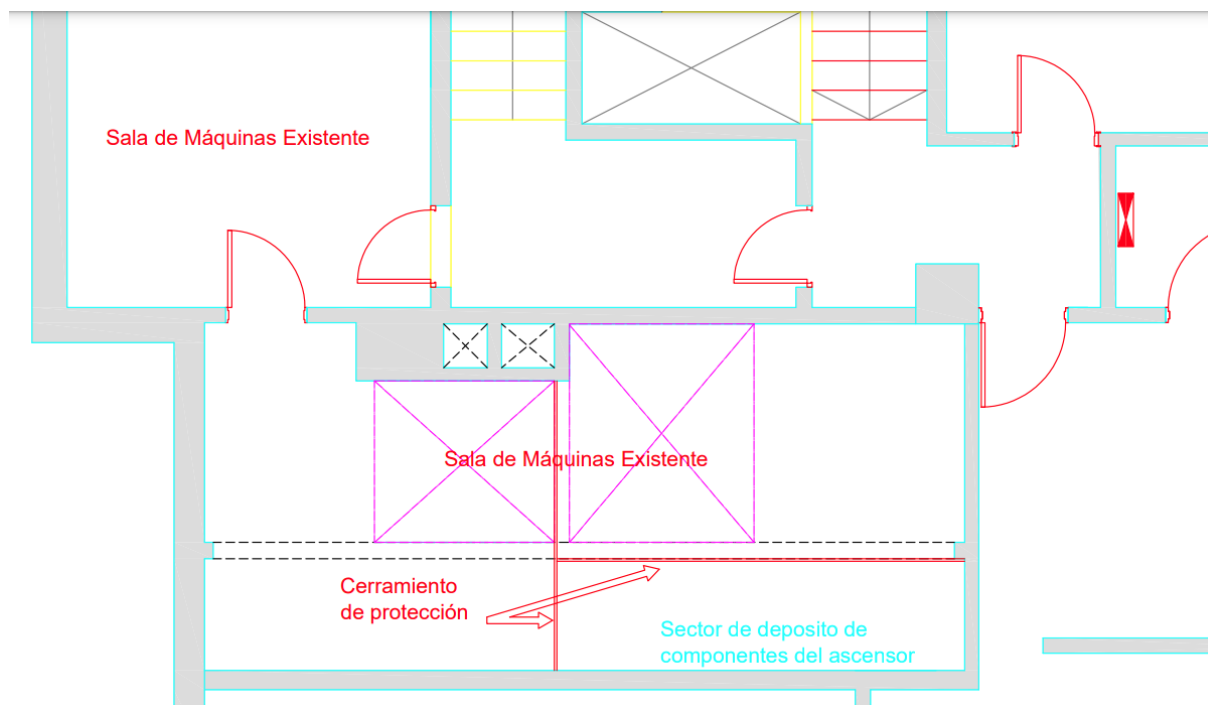 Sala de Máquinas Existente
Sala de Máquinas Existente
Cerramiento
de protección
Sector de deposito de
componentes del ascensor